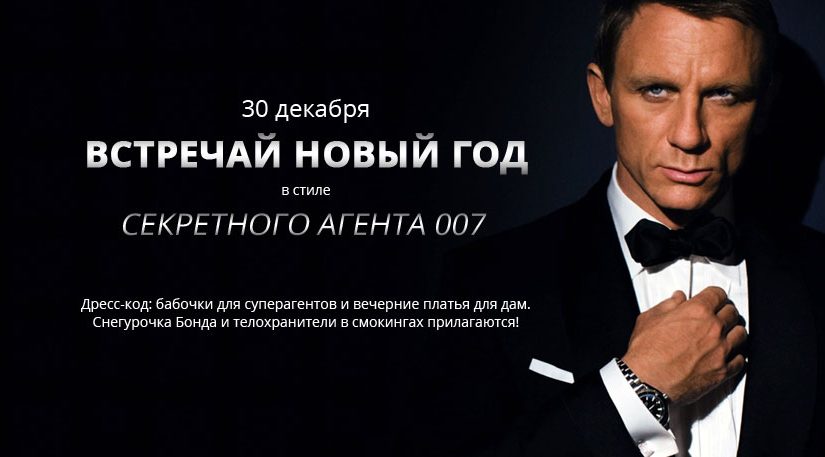 30 декабря
ВСТРЕЧАЙ НОВЫЙ ГОД
в стиле
СЕКРЕТНОГО АГЕНТА 007
Дресс-код: бабочки для суперагентов и вечерние платья для дам.
Снегурочка Бонда и телохранители в смокингах прилагаются!